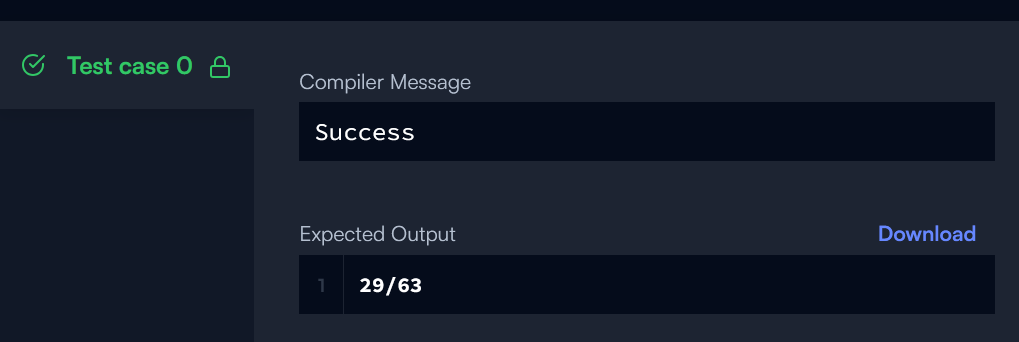 Test case 0
Compiler Message
Success
Expected Output
Download
1
29/63